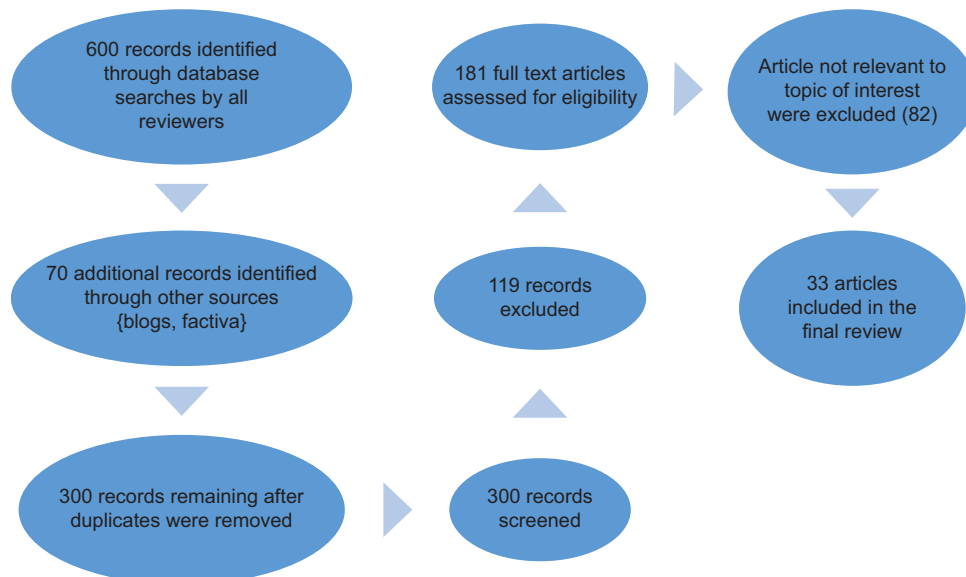 600 records identified
through database
searches by all
reviewers
70 additional records identified
through other sources
{blogs, factiva}
300 records remaining after
duplicates were removed
300 records
screened
119 records
excluded
181 full text articles
assessed for eligibility
Article not relevant to
topic of interest
were excluded (82)
33 articles
included in the
final review